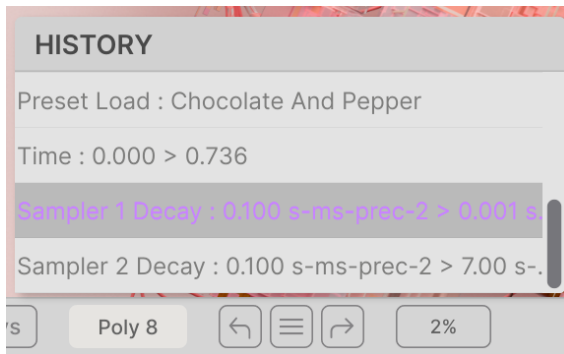 HISTORY
Preset Load : Chocolate And Pepper
Time : 0.000 > 0.736
Sampler 1 Decay : 0.100 s-ms-prec-2 > 0.001 s.
Sampler 2 Decay : 0.100 s-ms-prec-2 > 7.00 s-.
Poly 8 2%